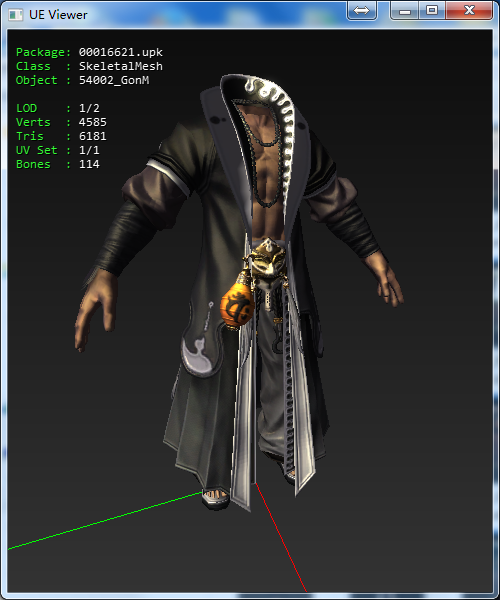 UE Viewer
Package: 00016621.upk
Class : SkeletalMesh
Object : 54002_GonM
LOD : 1/2
Verts : 4585
Tris : 6181
UV Set : 1/1
Bones : 114